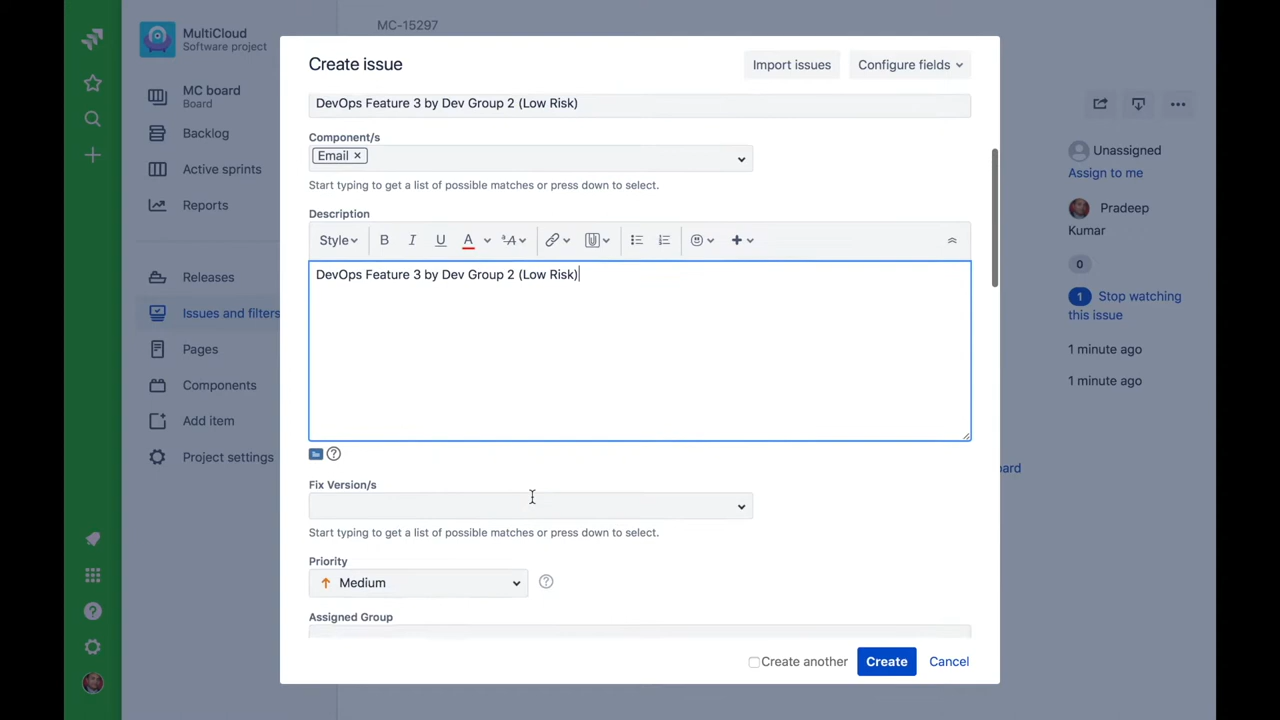 MultiCloud
Software project
MC board
Board
Backlog
Active sprints
Reports
Releases
Issues and filters
Pages
Components
Add item
Project settings
MC-15297
Create issue
Import issues
Configure fields
DevOps Feature 3 by Dev Group 2 (Low Risk)
Component/s
Email ×
Start typing to get a list of possible matches or press down to select.
Description
Style
B I U A ªA
DevOps Feature 3 by Dev Group 2 (Low Risk)
Fix Version/s
Start typing to get a list of possible matches or press down to select.
Priority
Medium
Assigned Group
Create another
Create
Cancel
Unassigned
Assign to me
Pradeep
Kumar
0
1 Stop watching
this issue
1 minute ago
1 minute ago